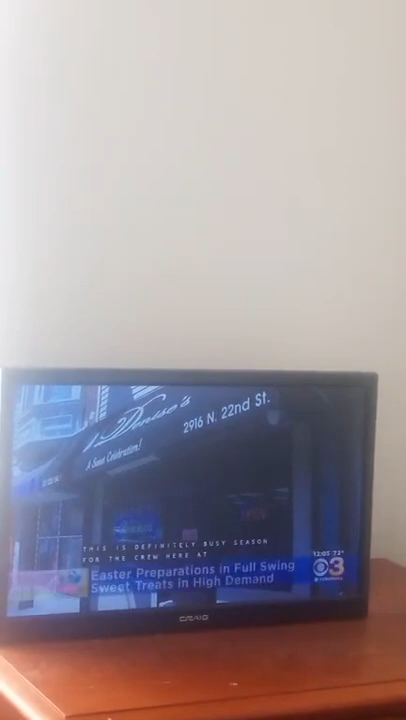 Denise's
2916 N. 22nd St.
A Sweet Celebration!
THIS IS DEFINITELY BUSY SEASON
FOR THE CREW HERE AT
12:05 72°
Easter Preparations in Full Swing
Sweet Treats in High Demand
3
CRAIG